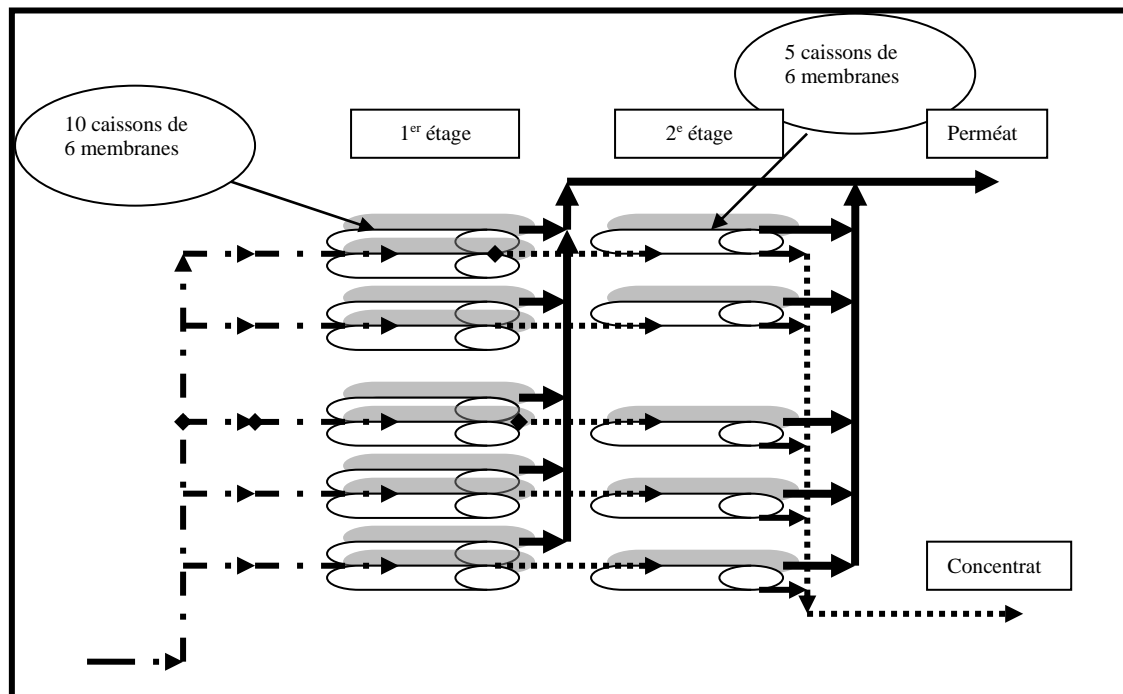 5 caissons de
6 membranes
10 caissons de
6 membranes
1er étage
2e étage
Perméat
Concentrat